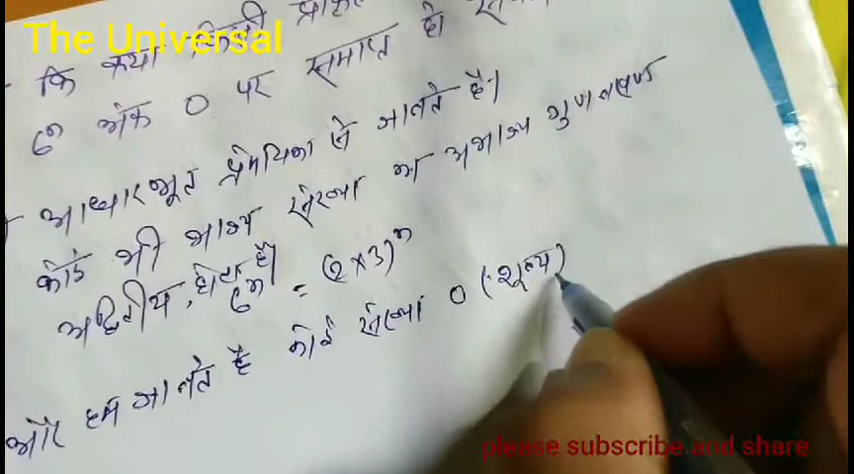 The Universal
कि क्या किसी
6ⁿ अंक 0 पर समाप्त हो
आधारभूत प्रमेयिका से जानते है।
कोई भी भाज्य संख्या का अभाज्य गुणनखण्ड
अद्वितीय होता है।
6ⁿ = (2×3)ⁿ
और हम जानते है कोई संख्या 0 (शून्य)
please subscribe and share